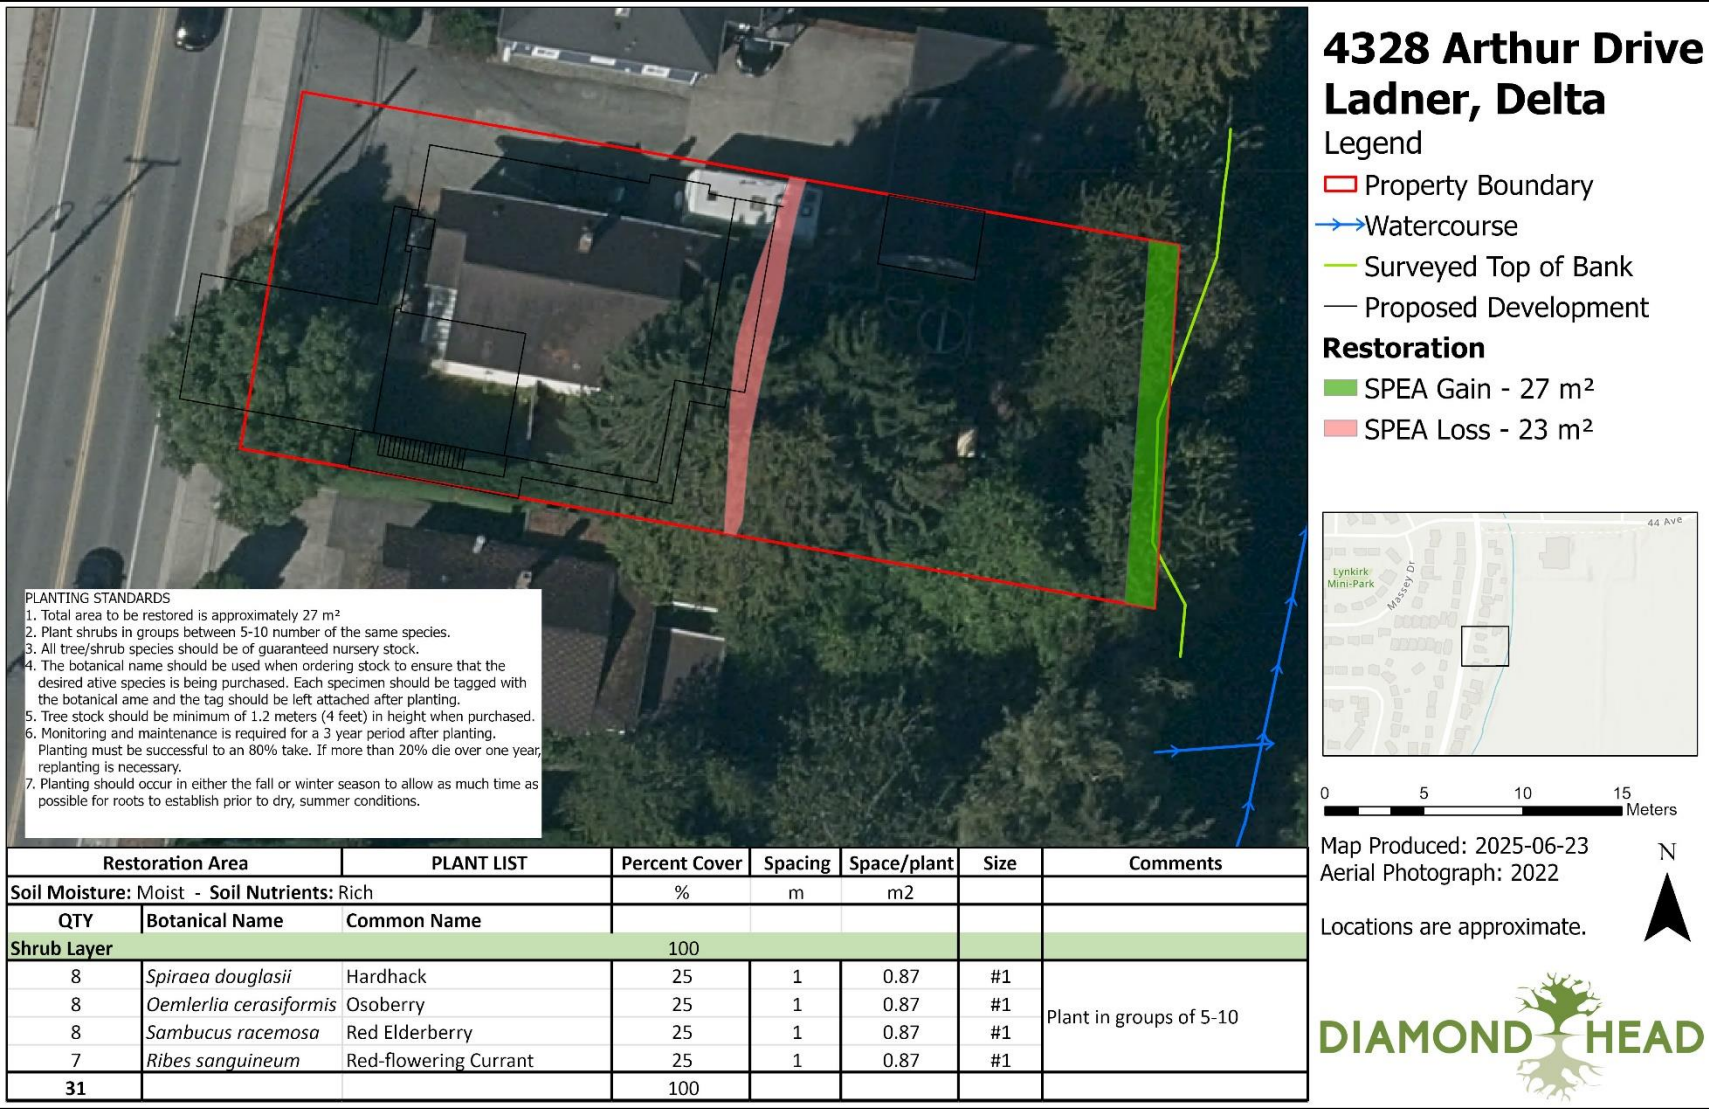 4328 Arthur Drive
Ladner, Delta
Legend
Property Boundary
Watercourse
Surveyed Top of Bank
Proposed Development
Restoration
SPEA Gain - 27 m²
SPEA Loss - 23 m²
44 Ave
Lynkirk
Mini-Park
Massey Dr
0 5 10 15
Meters
Map Produced: 2025-06-23
Aerial Photograph: 2022
N
Locations are approximate.
DIAMOND HEAD
PLANTING STANDARDS
1. Total area to be restored is approximately 27 m²
2. Plant shrubs in groups between 5-10 number of the same species.
3. All tree/shrub species should be of guaranteed nursery stock.
4. The botanical name should be used when ordering stock to ensure that the
desired ative species is being purchased. Each specimen should be tagged with
the botanical ame and the tag should be left attached after planting.
5. Tree stock should be minimum of 1.2 meters (4 feet) in height when purchased.
6. Monitoring and maintenance is required for a 3 year period after planting.
Planting must be successful to an 80% take. If more than 20% die over one year,
replanting is necessary.
7. Planting should occur in either the fall or winter season to allow as much time as
possible for roots to establish prior to dry, summer conditions.
Restoration Area PLANT LIST Percent Cover Spacing Space/plant Size Comments
Soil Moisture: Moist - Soil Nutrients: Rich % m m2
QTY Botanical Name Common Name
Shrub Layer 100
8 Spiraea douglasii Hardhack 25 1 0.87 #1
8 Oemlerlia cerasiformis Osoberry 25 1 0.87 #1
Plant in groups of 5-10
8 Sambucus racemosa Red Elderberry 25 1 0.87 #1
7 Ribes sanguineum Red-flowering Currant 25 1 0.87 #1
31 100